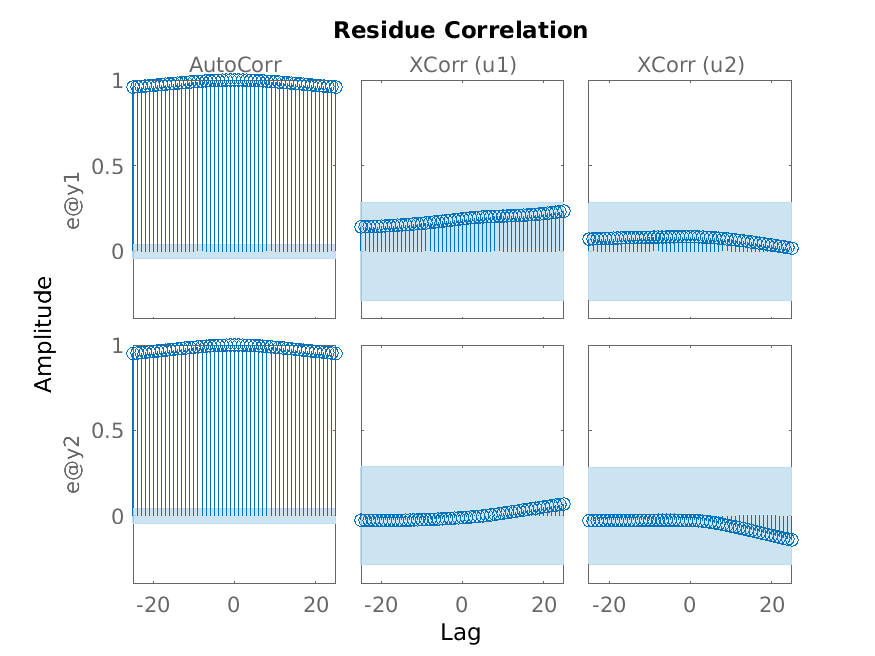 Residue Correlation
AutoCorr XCorr (u1) XCorr (u2)
1
0.5
0
e@y1
Amplitude
1
0.5
0
e@y2
-20 0 20 -20 0 20 -20 0 20
Lag